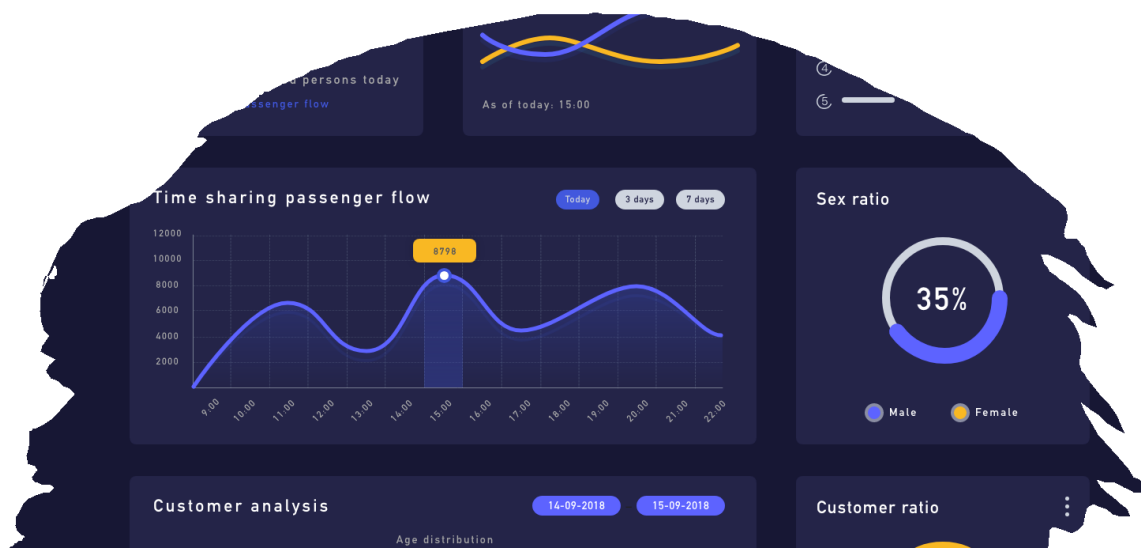 persons today
ssenger flow
As of today: 15:00
4
5
Time sharing passenger flow
Today
3 days
7 days
12000
10000
8000
6000
4000
2000
8798
9.00
10:00
11:00
12:00
13:00
14:00
15:00
16:00
17:00
18:00
19:00
20:00
21:00
22:00
Sex ratio
35%
Male
Female
Customer analysis
14-09-2018
15-09-2018
Age distribution
Customer ratio